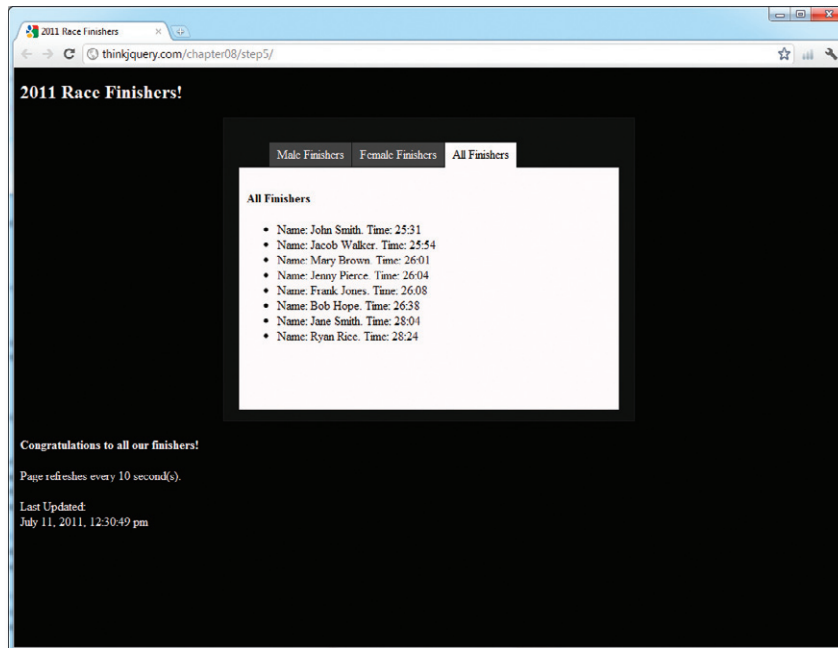 2011 Race Finishers
thinkjquery.com/chapter08/step5/
2011 Race Finishers!
Male Finishers Female Finishers All Finishers
All Finishers
• Name: John Smith. Time: 25:31
• Name: Jacob Walker. Time: 25:54
• Name: Mary Brown. Time: 26:01
• Name: Jenny Pierce. Time: 26:04
• Name: Frank Jones. Time: 26:08
• Name: Bob Hope. Time: 26:38
• Name: Jane Smith. Time: 28:04
• Name: Ryan Rice. Time: 28:24
Congratulations to all our finishers!
Page refreshes every 10 second(s).
Last Updated:
July 11, 2011, 12:30:49 pm